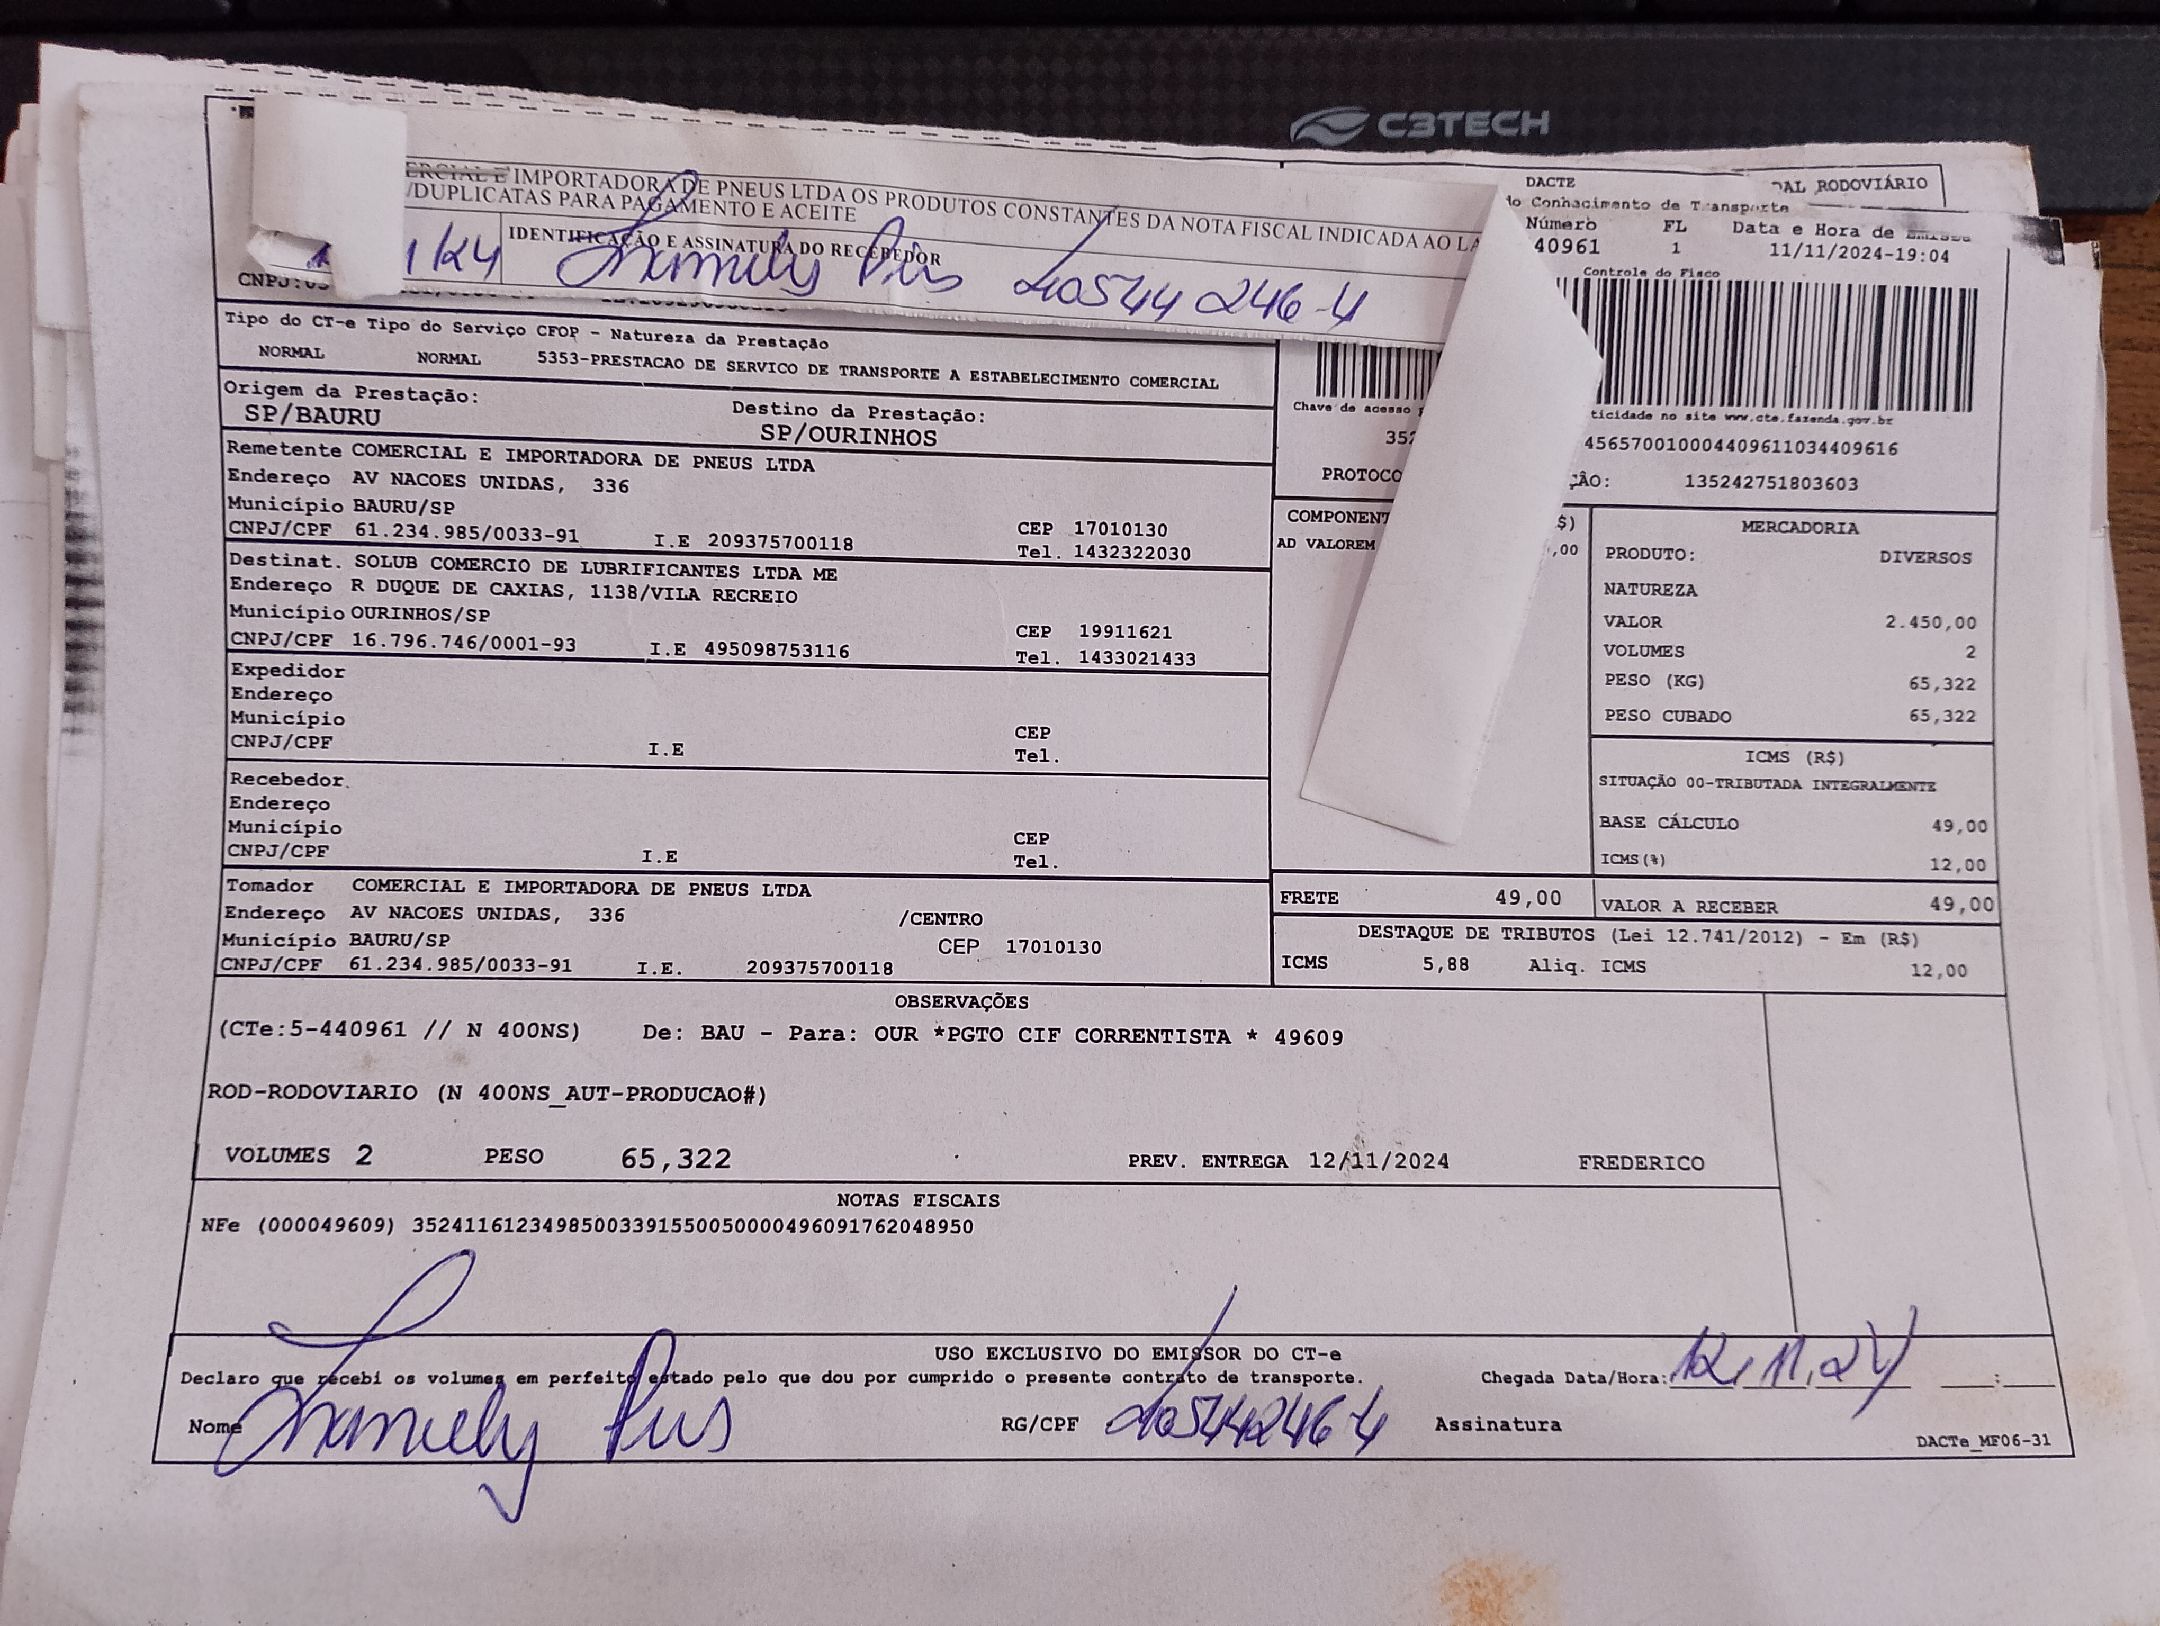 C3TECH
ERCIAL E IMPORTADORA DE PNEUS LTDA OS PRODUTOS CONSTANTES DA NOTA FISCAL INDICADA AO LA
/DUPLICATAS PARA PAGAMENTO E ACEITE
IDENTIFICAÇÃO E ASSINATURA DO RECEBEDOR
DACTE
AL RODOVIÁRIO
do Conhecimento de Transporte
Número FL Data e Hora de
40961 1 11/11/2024-19:04
Controle do Fisco
CNPJ:
Tipo do CT-e Tipo do Serviço CFOP - Natureza da Prestação
NORMAL NORMAL 5353-PRESTACAO DE SERVICO DE TRANSPORTE A ESTABELECIMENTO COMERCIAL
Origem da Prestação: Destino da Prestação:
SP/BAURU SP/OURINHOS
Chave de acesso
ticidade no site www.cte.fazenda.gov.br
352 456570010004409611034409616
PROTOCO ÇÃO: 135242751803603
Remetente COMERCIAL E IMPORTADORA DE PNEUS LTDA
Endereço AV NACOES UNIDAS, 336
Município BAURU/SP
CNPJ/CPF 61.234.985/0033-91 I.E 209375700118
CEP 17010130
Tel. 1432322030
Destinat. SOLUB COMERCIO DE LUBRIFICANTES LTDA ME
Endereço R DUQUE DE CAXIAS, 1138/VILA RECREIO
Município OURINHOS/SP
CNPJ/CPF 16.796.746/0001-93 I.E 495098753116
CEP 19911621
Tel. 1433021433
Expedidor
Endereço
Município
CNPJ/CPF I.E
CEP
Tel.
Recebedor
Endereço
Município
CNPJ/CPF I.E
CEP
Tel.
Tomador COMERCIAL E IMPORTADORA DE PNEUS LTDA
Endereço AV NACOES UNIDAS, 336 /CENTRO
Município BAURU/SP CEP 17010130
CNPJ/CPF 61.234.985/0033-91 I.E. 209375700118
COMPONENT $)
AD VALOREM ,00
MERCADORIA
PRODUTO: DIVERSOS
NATUREZA
VALOR 2.450,00
VOLUMES 2
PESO (KG) 65,322
PESO CUBADO 65,322
ICMS (R$)
SITUAÇÃO 00-TRIBUTADA INTEGRALMENTE
BASE CÁLCULO 49,00
ICMS(%) 12,00
FRETE 49,00 VALOR A RECEBER 49,00
DESTAQUE DE TRIBUTOS (Lei 12.741/2012) - Em (R$)
ICMS 5,88 Aliq. ICMS 12,00
OBSERVAÇÕES
(CTe:5-440961 // N 400NS) De: BAU - Para: OUR *PGTO CIF CORRENTISTA * 49609
ROD-RODOVIARIO (N 400NS_AUT-PRODUCAO#)
VOLUMES 2 PESO 65,322 PREV. ENTREGA 12/11/2024 FREDERICO
NOTAS FISCAIS
NFe (000049609) 35241161234985003391550050000496091762048950
USO EXCLUSIVO DO EMISSOR DO CT-e
Declaro que recebi os volumes em perfeito estado pelo que dou por cumprido o presente contrato de transporte. Chegada Data/Hora: 12.11.24 :
Nome RG/CPF Assinatura
DACTe_MF06-31